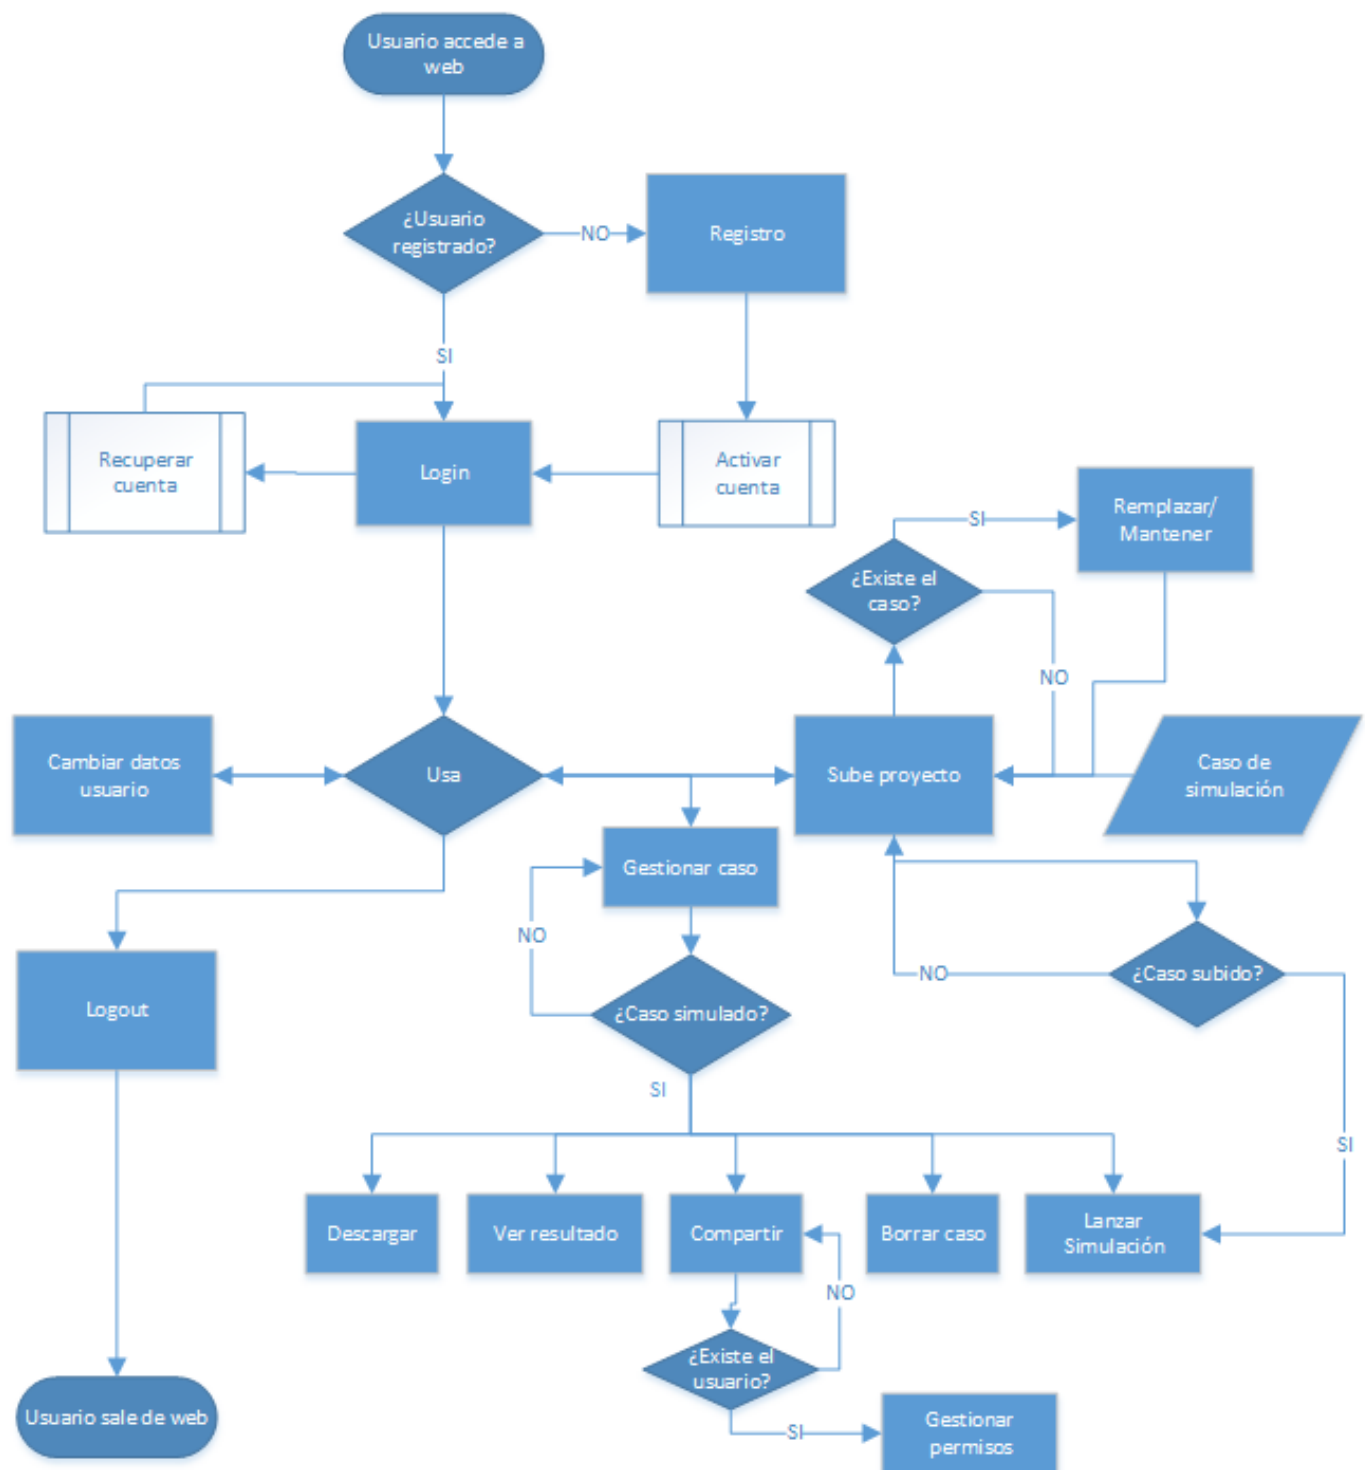 Usuario accede a
web
¿Usuario
registrado?
NO
Registro
SI
Recuperar
cuenta
Login
Activar
cuenta
SI
Remplazar/
Mantener
¿Existe el
caso?
NO
Cambiar datos
usuario
Usa
Sube proyecto
Caso de
simulación
Gestionar caso
NO
NO
¿Caso subido?
Logout
¿Caso simulado?
SI
SI
Descargar
Ver resultado
Compartir
Borrar caso
Lanzar
Simulación
NO
¿Existe el
usuario?
Usuario sale de web
SI
Gestionar
permisos